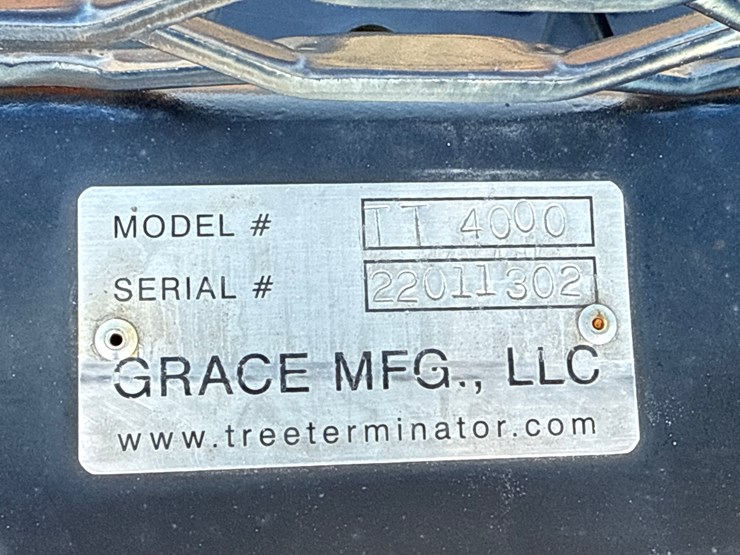 MODEL # TT 4000
SERIAL # 22011302
GRACE MFG., LLC
www.treeterminator.com